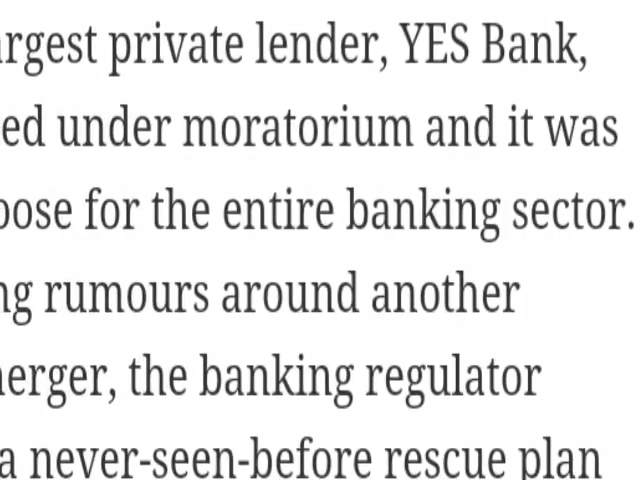 argest private lender, YES Bank,
ed under moratorium and it was
oose for the entire banking sector.
ng rumours around another
nerger, the banking regulator
a never-seen-before rescue plan